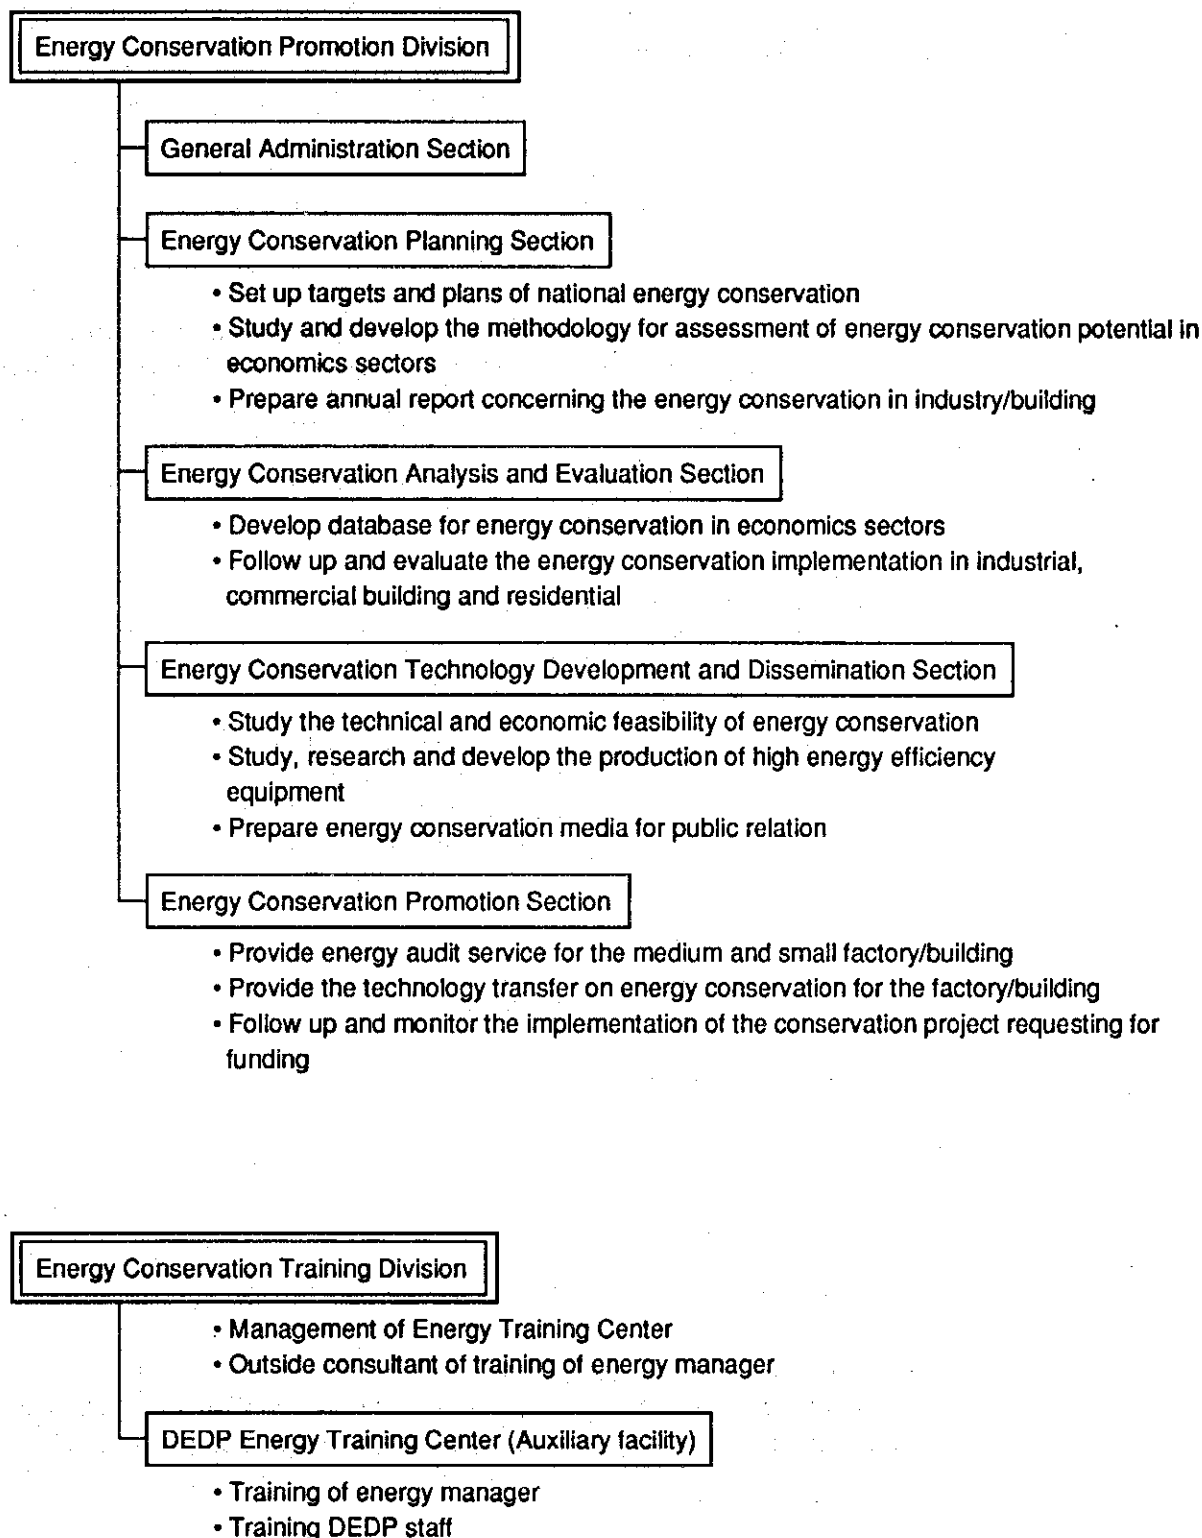 Energy Conservation Promotion Division
General Administration Section
Energy Conservation Planning Section
• Set up targets and plans of national energy conservation
• Study and develop the methodology for assessment of energy conservation potential in
economics sectors
• Prepare annual report concerning the energy conservation in industry/building
Energy Conservation Analysis and Evaluation Section
• Develop database for energy conservation in economics sectors
• Follow up and evaluate the energy conservation implementation in industrial,
commercial building and residential
Energy Conservation Technology Development and Dissemination Section
• Study the technical and economic feasibility of energy conservation
• Study, research and develop the production of high energy efficiency
equipment
• Prepare energy conservation media for public relation
Energy Conservation Promotion Section
• Provide energy audit service for the medium and small factory/building
• Provide the technology transfer on energy conservation for the factory/building
• Follow up and monitor the implementation of the conservation project requesting for
funding
Energy Conservation Training Division
• Management of Energy Training Center
• Outside consultant of training of energy manager
DEDP Energy Training Center (Auxiliary facility)
• Training of energy manager
• Training DEDP staff